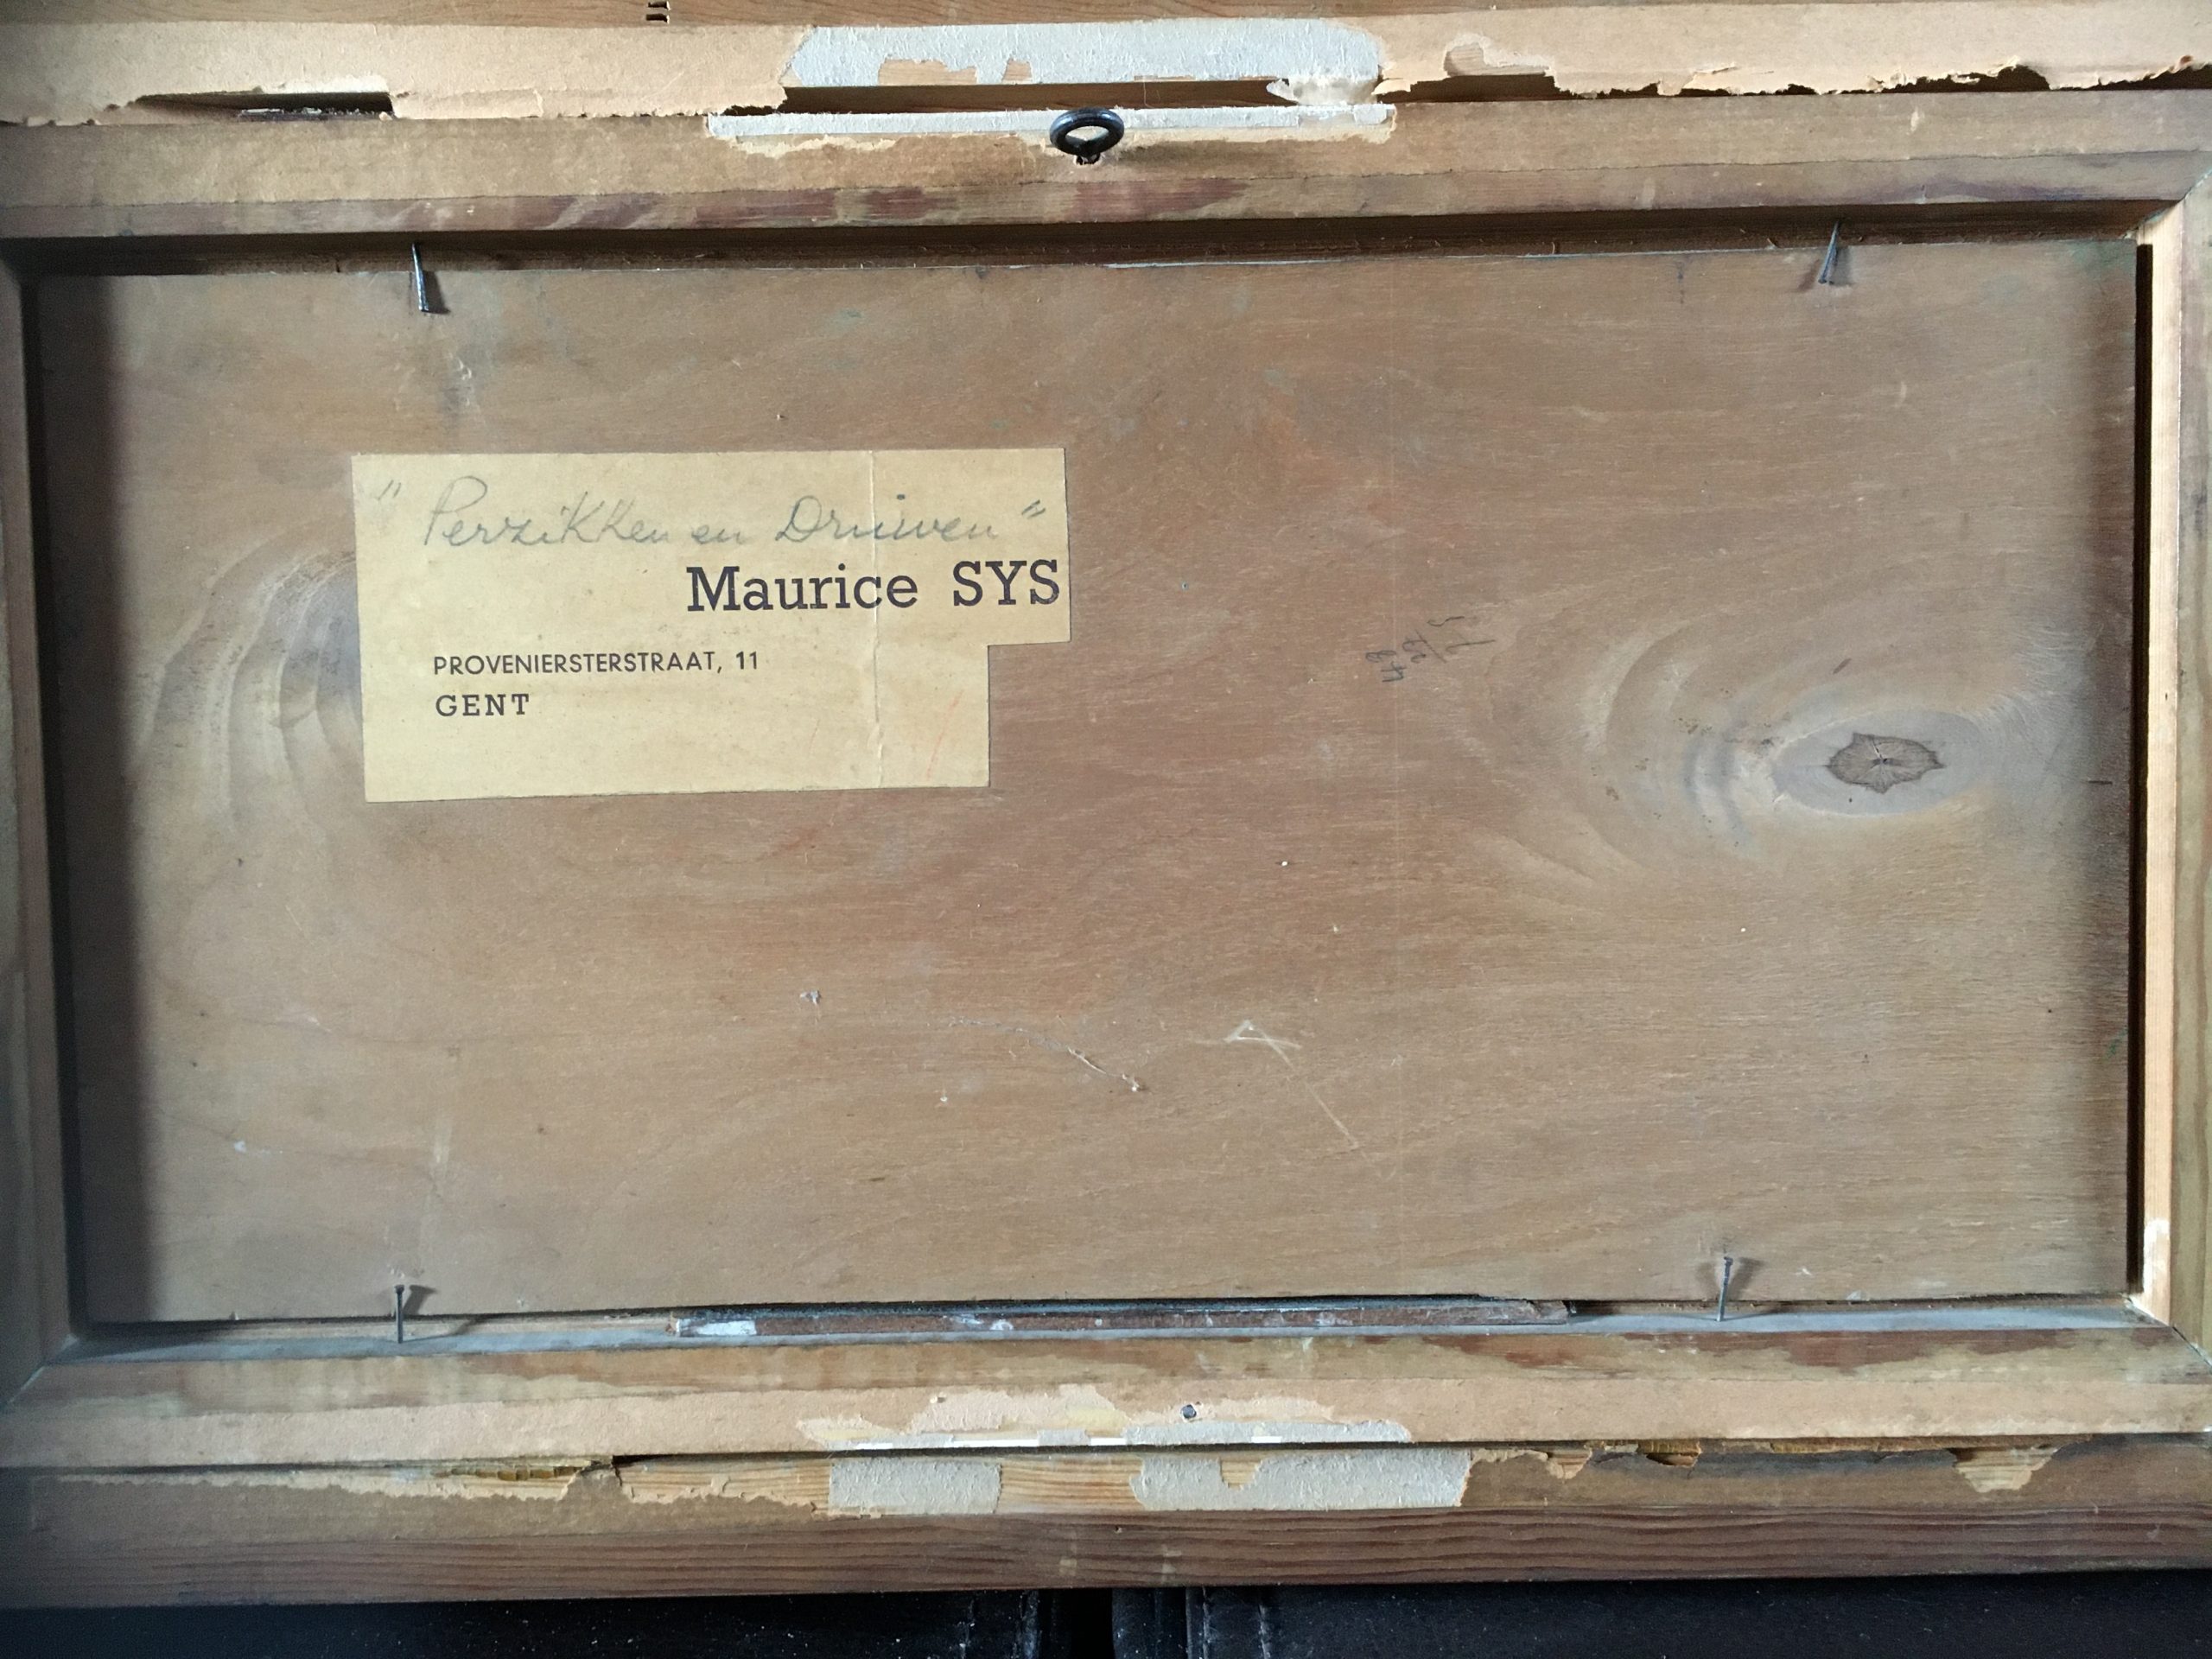 "Perzikken en Druiven"
Maurice SYS
PROVENIERSTERSTRAAT, 11
GENT